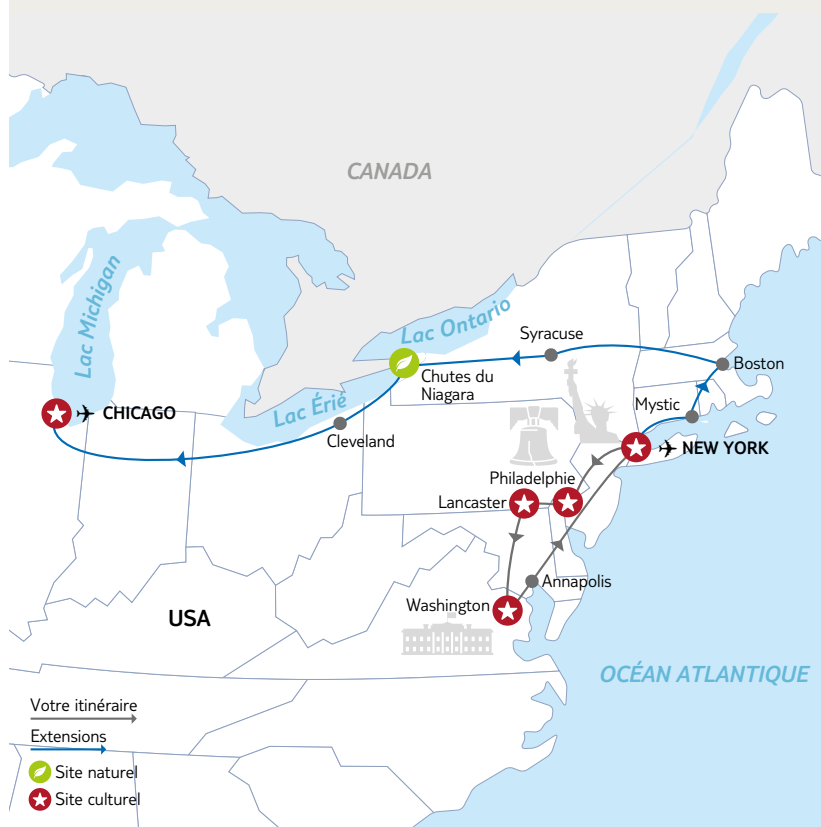 CANADA
Lac Michigan
Lac Ontario
Syracuse
Boston
Chutes du
Niagara
Lac Érié
Mystic
CHICAGO
Cleveland
NEW YORK
Philadelphie
Lancaster
Annapolis
Washington
USA
OCÉAN ATLANTIQUE
Votre itinéraire
Extensions
Site naturel
Site culturel